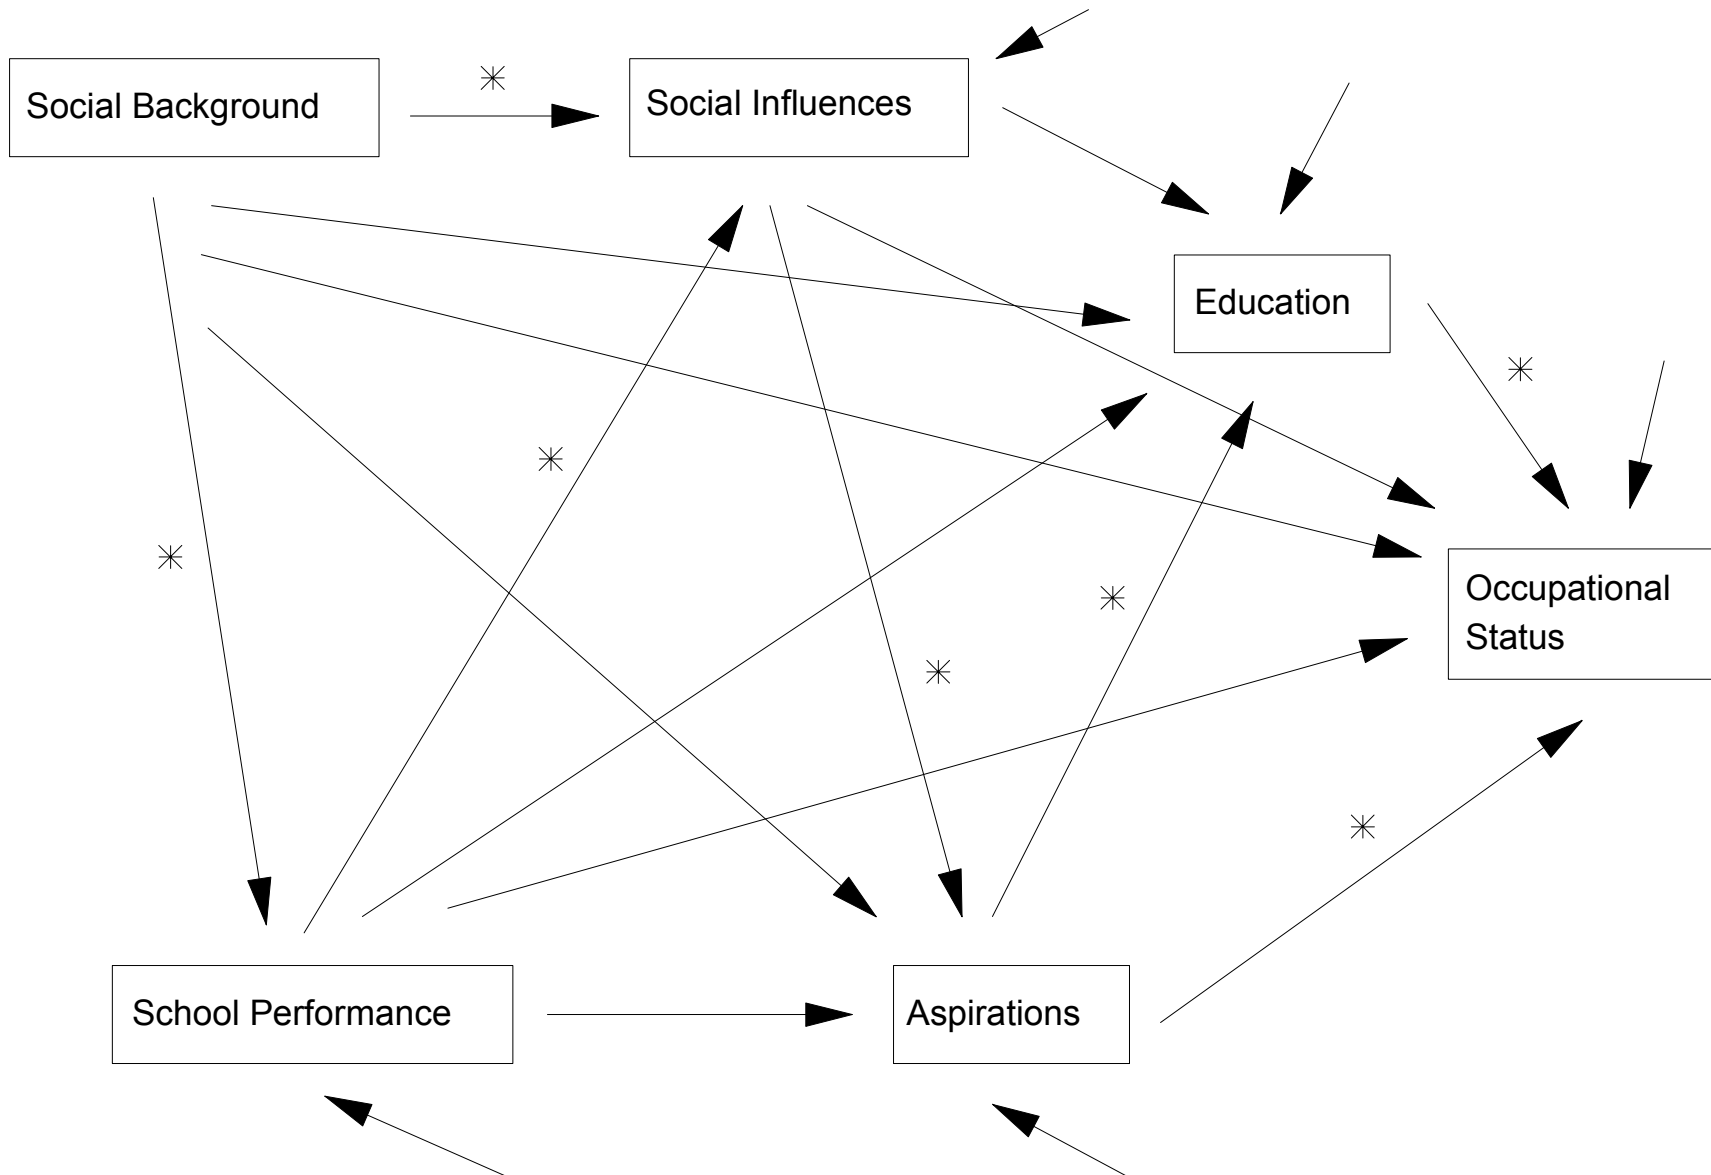 Social Background
Social Influences
Education
Occupational
Status
School Performance
Aspirations